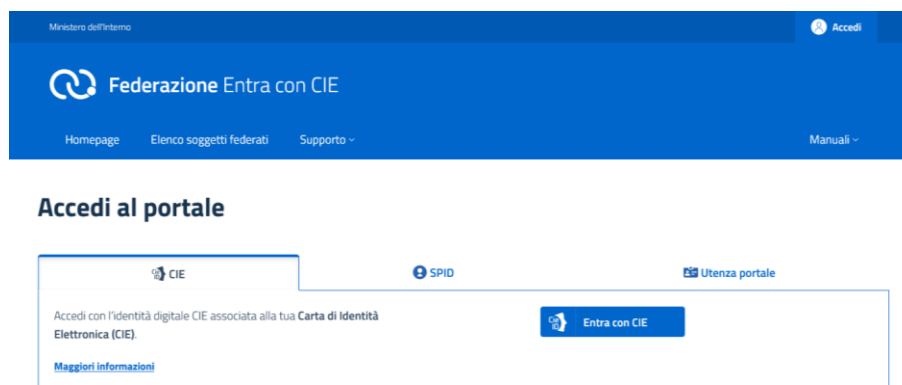 Ministero dell'Interno
Accedi
Federazione Entra con CIE
Homepage Elenco soggetti federati Supporto Manuali
Accedi al portale
CIE SPID Utenza portale
Accedi con l'identità digitale CIE associata alla tua Carta di Identità
Elettronica (CIE).
Entra con CIE
Maggiori informazioni